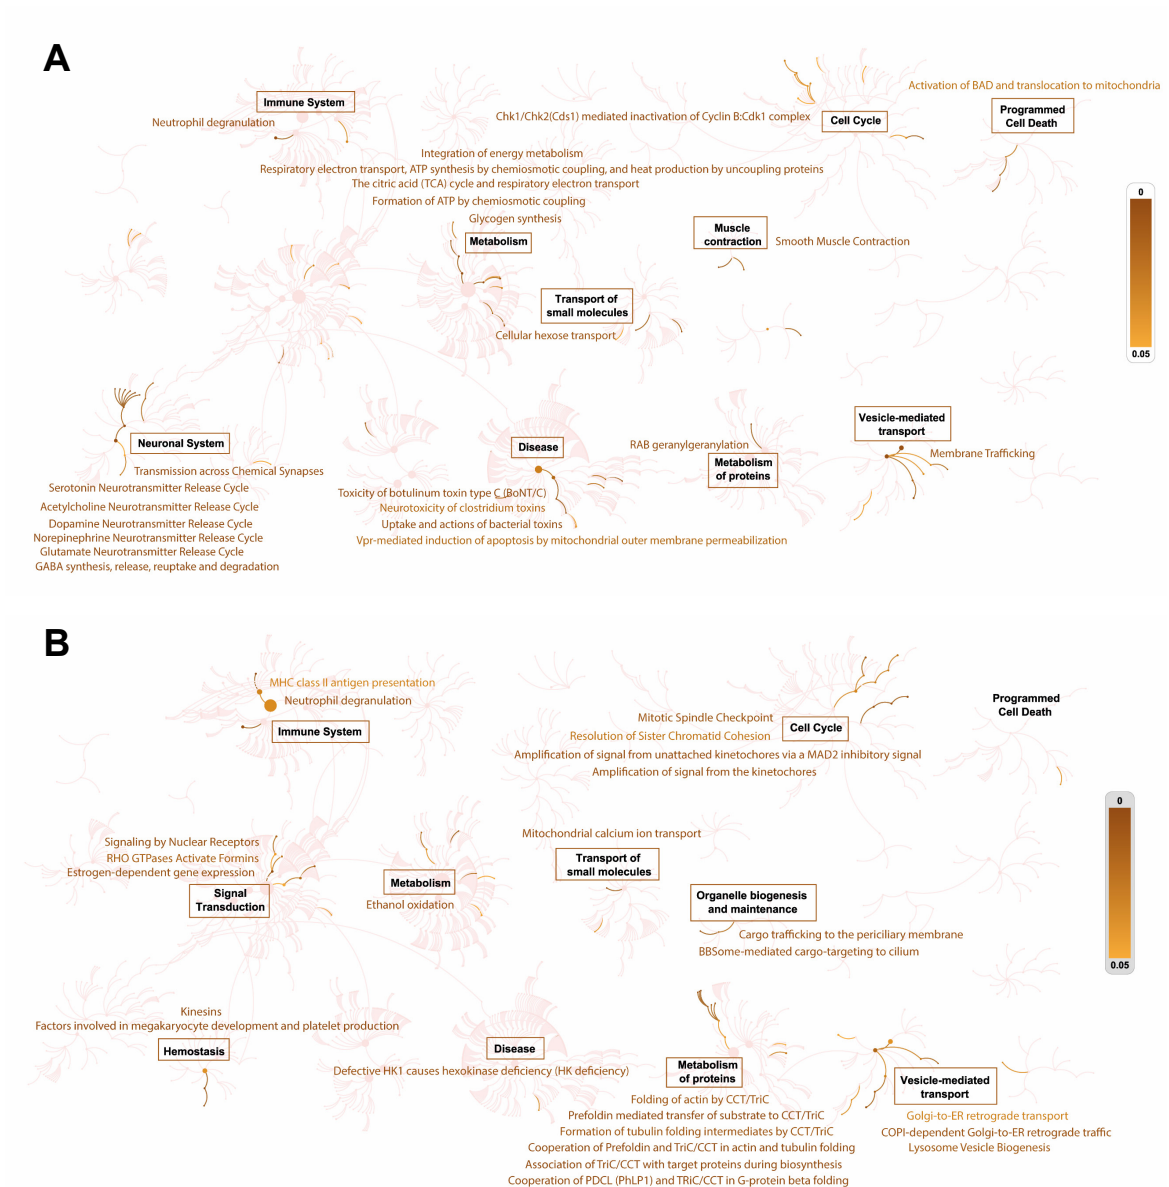 A
Immune System
Neutrophil degranulation
Chk1/Chk2(Cds1) mediated inactivation of Cyclin B:Cdk1 complex
Cell Cycle
Activation of BAD and translocation to mitochondria
Programmed
Cell Death
Integration of energy metabolism
Respiratory electron transport, ATP synthesis by chemiosmotic coupling, and heat production by uncoupling proteins
The citric acid (TCA) cycle and respiratory electron transport
Formation of ATP by chemiosmotic coupling
Glycogen synthesis
Metabolism
Muscle
contraction
Smooth Muscle Contraction
Transport of
small molecules
Cellular hexose transport
0
0.05
Neuronal System
Transmission across Chemical Synapses
Serotonin Neurotransmitter Release Cycle
Acetylcholine Neurotransmitter Release Cycle
Dopamine Neurotransmitter Release Cycle
Norepinephrine Neurotransmitter Release Cycle
Glutamate Neurotransmitter Release Cycle
GABA synthesis, release, reuptake and degradation
Disease
Toxicity of botulinum toxin type C (BoNT/C)
Neurotoxicity of clostridium toxins
Uptake and actions of bacterial toxins
Vpr-mediated induction of apoptosis by mitochondrial outer membrane permeabilization
RAB geranylgeranylation
Metabolism
of proteins
Vesicle-mediated
transport
Membrane Trafficking
B
MHC class II antigen presentation
Neutrophil degranulation
Immune System
Mitotic Spindle Checkpoint
Resolution of Sister Chromatid Cohesion
Cell Cycle
Amplification of signal from unattached kinetochores via a MAD2 inhibitory signal
Amplification of signal from the kinetochores
Programmed
Cell Death
Signaling by Nuclear Receptors
RHO GTPases Activate Formins
Estrogen-dependent gene expression
Signal
Transduction
Metabolism
Ethanol oxidation
Mitochondrial calcium ion transport
Transport of
small molecules
Organelle biogenesis
and maintenance
Cargo trafficking to the periciliary membrane
BBSome-mediated cargo-targeting to cilium
0
0.05
Kinesins
Factors involved in megakaryocyte development and platelet production
Hemostasis
Disease
Defective HK1 causes hexokinase deficiency (HK deficiency)
Metabolism
of proteins
Folding of actin by CCT/TriC
Prefoldin mediated transfer of substrate to CCT/TriC
Formation of tubulin folding intermediates by CCT/TriC
Cooperation of Prefoldin and TriC/CCT in actin and tubulin folding
Association of TriC/CCT with target proteins during biosynthesis
Cooperation of PDCL (PhLP1) and TRiC/CCT in G-protein beta folding
Vesicle-mediated
transport
Golgi-to-ER retrograde transport
COPI-dependent Golgi-to-ER retrograde traffic
Lysosome Vesicle Biogenesis